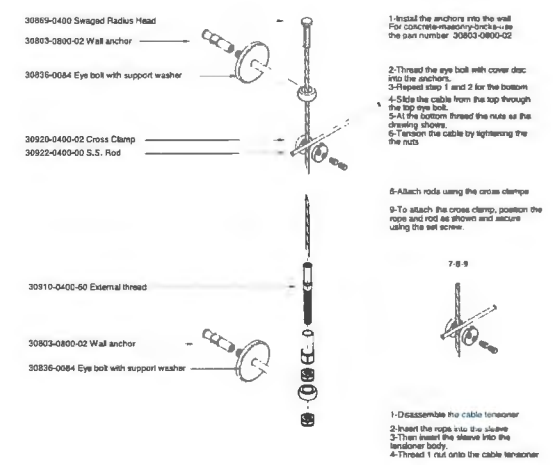 30869-0400 Swaged Radius Head
30803-0800-02 Wall anchor
30836-0084 Eye bolt with support washer
30920-0400-02 Cross Clamp
30922-0400-00 S.S. Rod
30910-0400-60 External thread
30803-0800-02 Wall anchor
30836-0084 Eye bolt with support washer
1-Install the anchors into the wall
For concrete-masonry-bricks-use
the part number 30803-0800-02
2-Thread the eye bolt with cover disc
into the anchors.
3-Repeat step 1 and 2 for the bottom
4-Slide the cable from the top through
the top eye bolt.
5-At the bottom thread the nuts as the
drawing shows.
6-Tension the cable by tightening the
the nuts
8-Attach rods using the cross clamps
9-To attach the cross clamp, position the
rope and rod as shown and secure
using the set screw.
7-8-9
1-Disassemble the cable tensioner
2-Insert the rope into the sleeve
3-Then insert the sleeve into the
tensioner body.
4-Thread 1 nut onto the cable tensioner